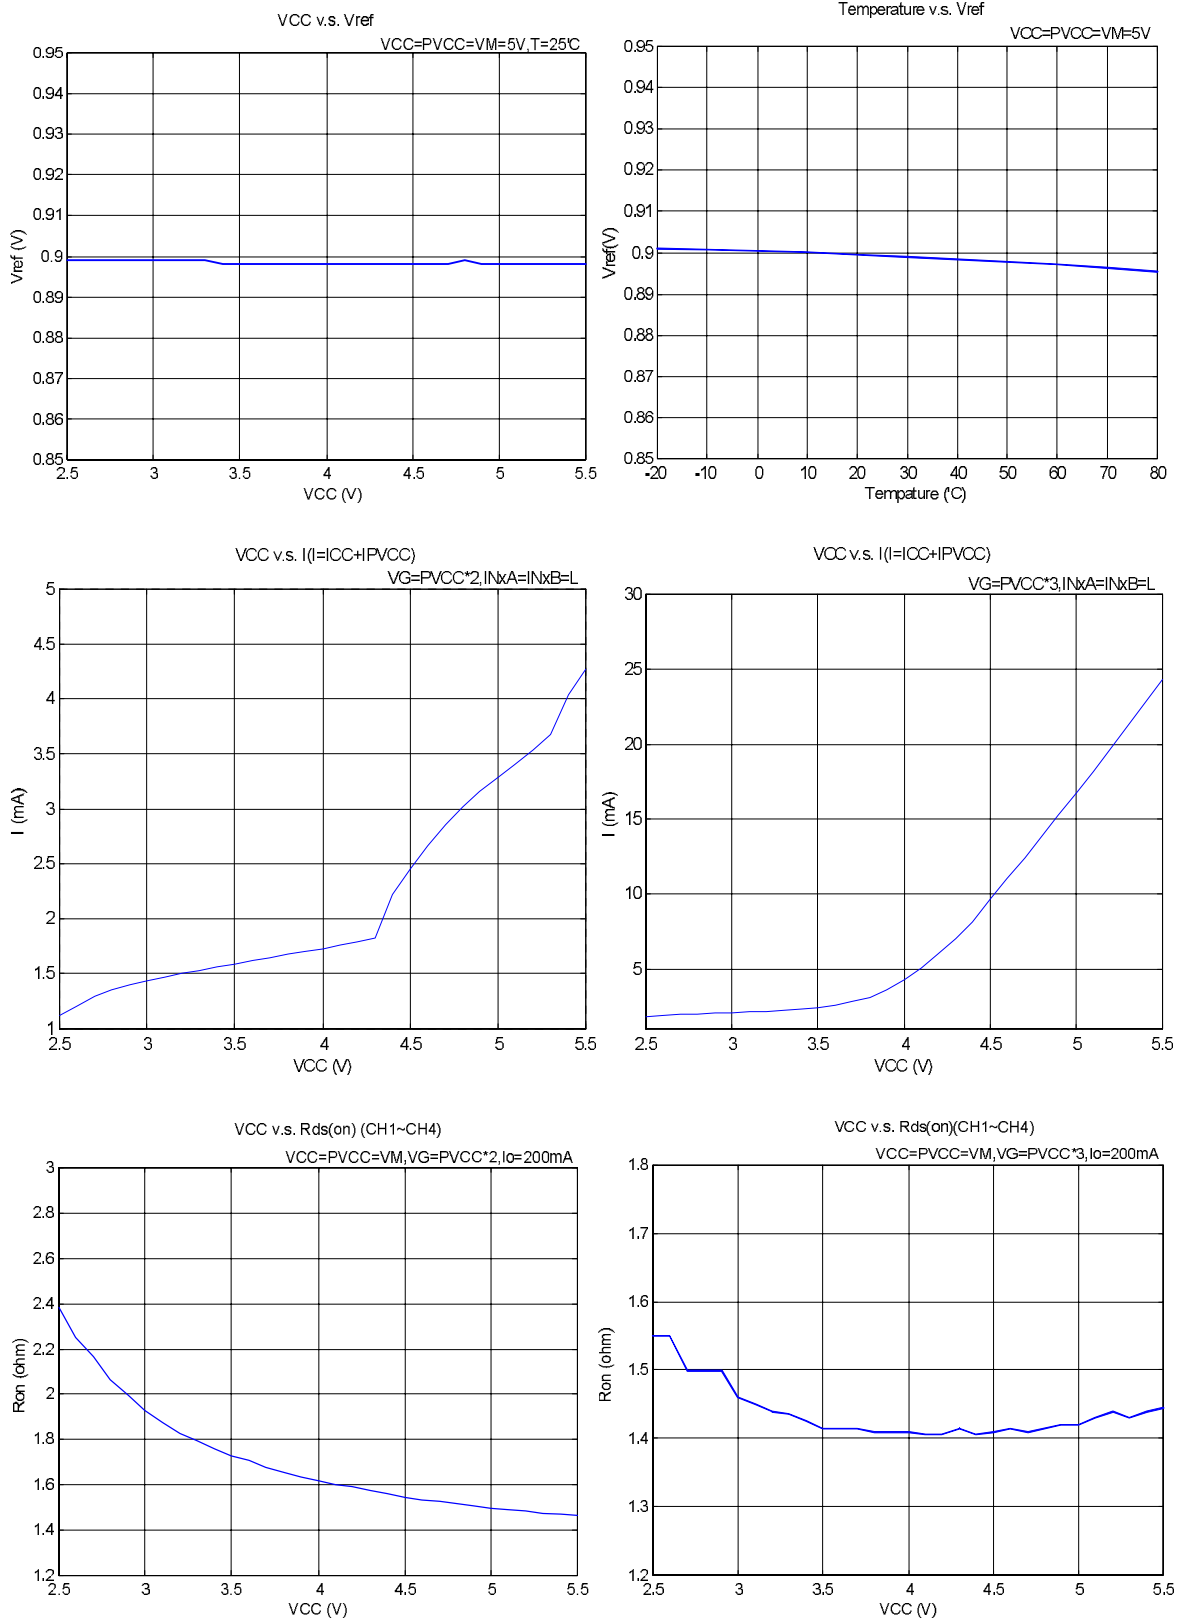 VCC v.s. Vref
VCC=PVCC=VM=5V,T=25℃
0.95
0.94
0.93
0.92
0.91
0.9
0.89
0.88
0.87
0.86
0.85
Vref (V)
2.5 3 3.5 4 4.5 5 5.5
VCC (V)
Temperature v.s. Vref
VCC=PVCC=VM=5V
0.95
0.94
0.93
0.92
0.91
0.9
0.89
0.88
0.87
0.86
0.85
Vref(V)
-20 -10 0 10 20 30 40 50 60 70 80
Tempature (℃)
VCC v.s. I(I=ICC+IPVCC)
VG=PVCC*2,INxA=INxB=L
5
4.5
4
3.5
3
2.5
2
1.5
1
I (mA)
2.5 3 3.5 4 4.5 5 5.5
VCC (V)
VCC v.s. I(I=ICC+IPVCC)
VG=PVCC*3,INxA=INxB=L
30
25
20
15
10
5
I (mA)
2.5 3 3.5 4 4.5 5 5.5
VCC (V)
VCC v.s. Rds(on) (CH1~CH4)
VCC=PVCC=VM,VG=PVCC*2,Io=200mA
3
2.8
2.6
2.4
2.2
2
1.8
1.6
1.4
1.2
Ron (ohm)
2.5 3 3.5 4 4.5 5 5.5
VCC (V)
VCC v.s. Rds(on)(CH1~CH4)
VCC=PVCC=VM,VG=PVCC*3,Io=200mA
1.8
1.7
1.6
1.5
1.4
1.3
1.2
Ron (ohm)
2.5 3 3.5 4 4.5 5 5.5
VCC (V)